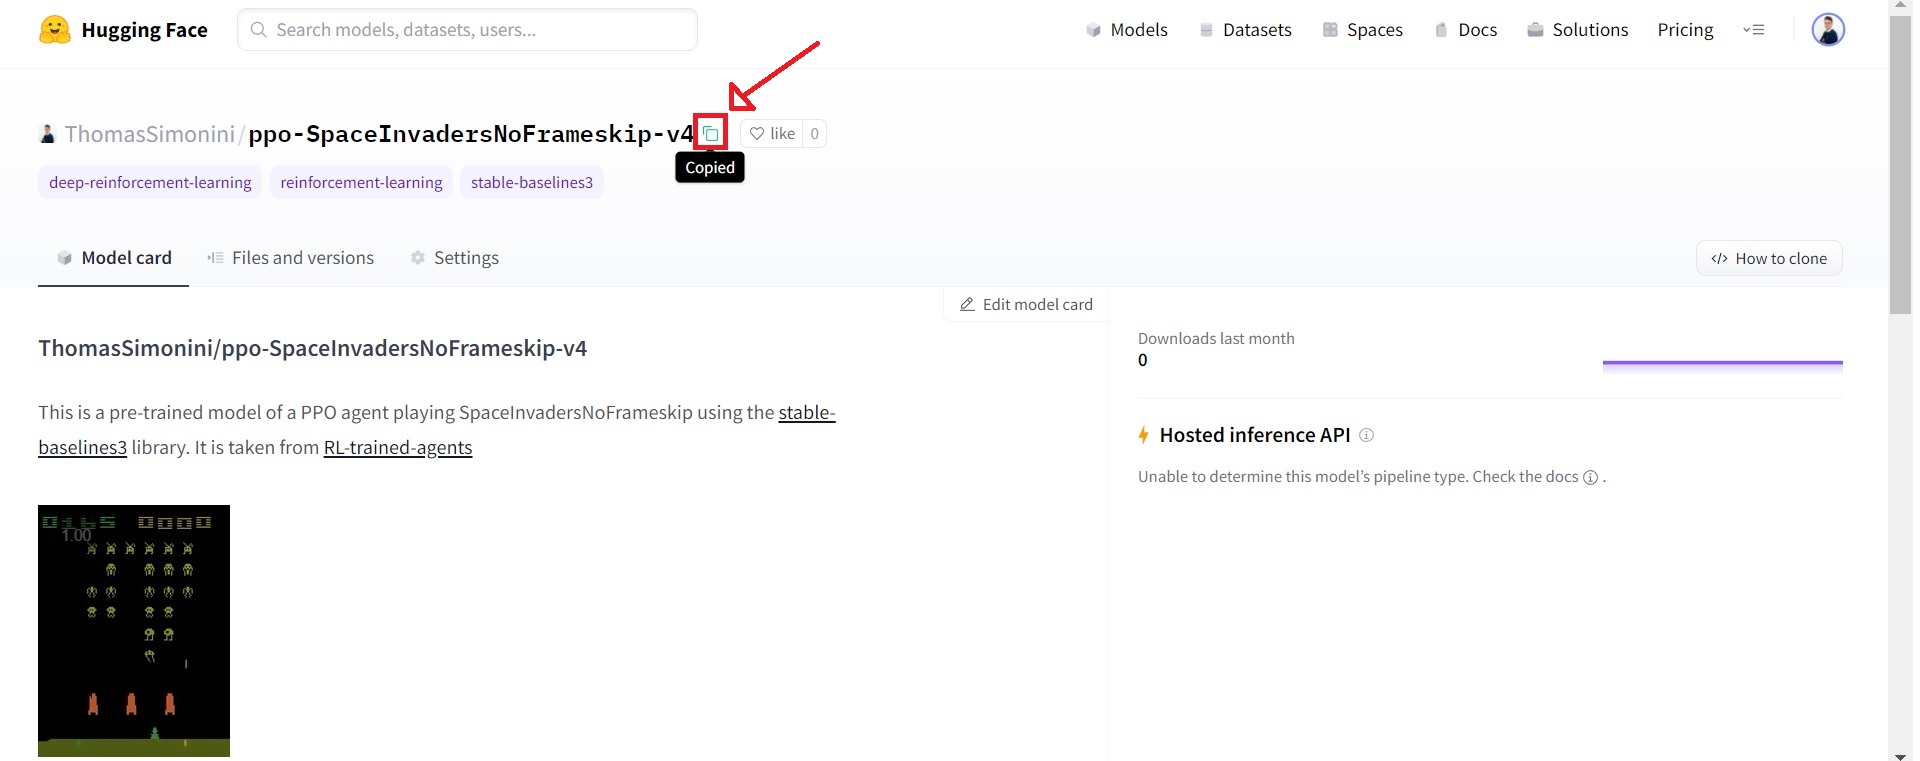 Hugging Face
Search models, datasets, users...
Models
Datasets
Spaces
Docs
Solutions
Pricing
ThomasSimonini/ppo-SpaceInvadersNoFrameskip-v4
like 0
Copied
deep-reinforcement-learning
reinforcement-learning
stable-baselines3
Model card
Files and versions
Settings
</> How to clone
Edit model card
ThomasSimonini/ppo-SpaceInvadersNoFrameskip-v4
This is a pre-trained model of a PPO agent playing SpaceInvadersNoFrameskip using the stable-
baselines3 library. It is taken from RL-trained-agents
0165 0000
1.00
Downloads last month
0
Hosted inference API
Unable to determine this model’s pipeline type. Check the docs .